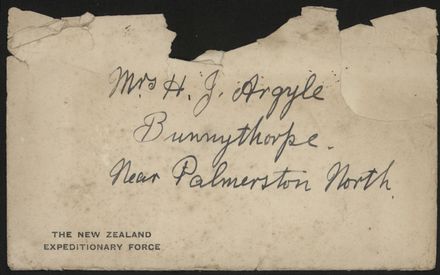 Mrs H. J. Argyle
Bunnythorpe.
Near Palmerston North.
THE NEW ZEALAND
EXPEDITIONARY FORCE